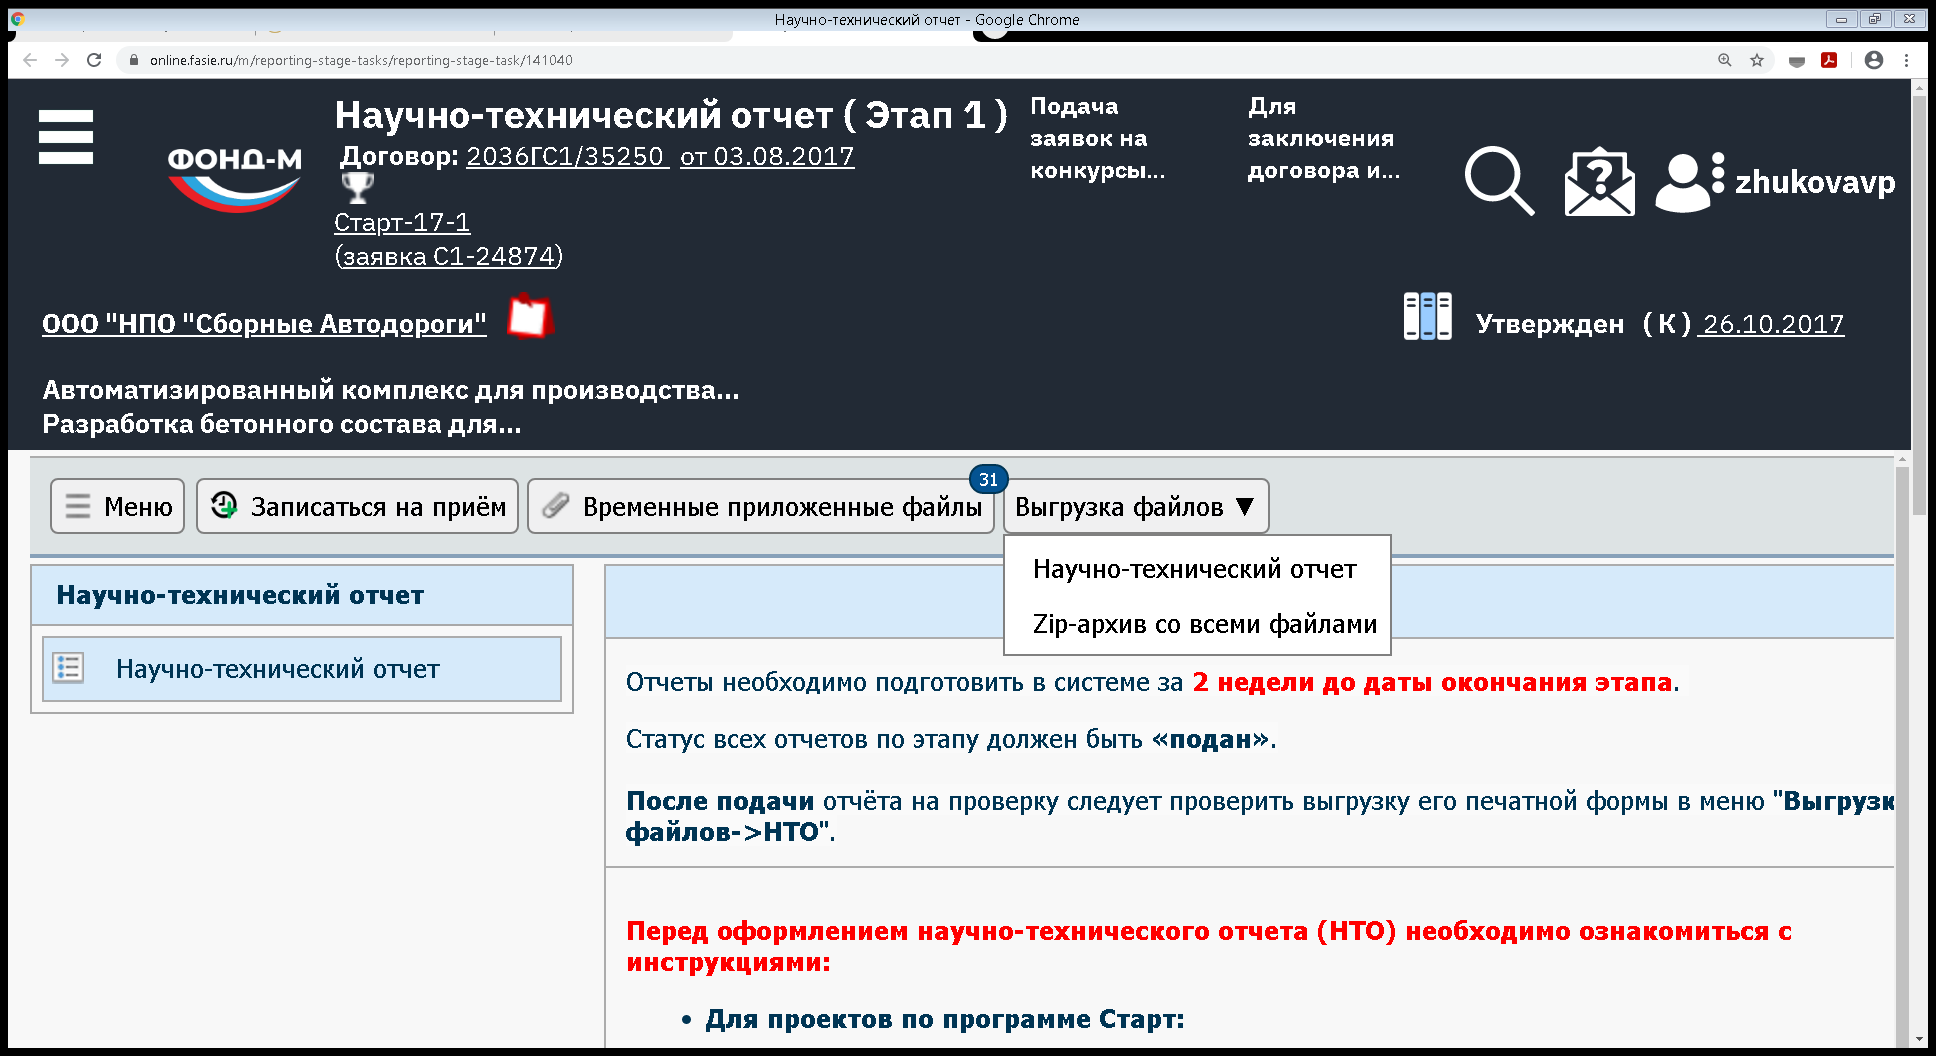 Научно-технический отчет - Google Chrome
online.fasie.ru/m/reporting-stage-tasks/reporting-stage-task/141040
Научно-технический отчет ( Этап 1 )
Договор: 2036ГС1/35250 от 03.08.2017
Старт-17-1
(заявка С1-24874)
ФОНД-М
Подача
заявок на
конкурсы...
Для
заключения
договора и...
?
zhukovavp
ООО "НПО "Сборные Автодороги"
Утвержден ( К ) 26.10.2017
Автоматизированный комплекс для производства...
Разработка бетонного состава для...
Меню
Записаться на приём
Временные приложенные файлы
31
Выгрузка файлов ▼
Научно-технический отчет
Zip-архив со всеми файлами
Научно-технический отчет
Научно-технический отчет
Отчеты необходимо подготовить в системе за 2 недели до даты окончания этапа.
Статус всех отчетов по этапу должен быть «подан».
После подачи отчёта на проверку следует проверить выгрузку его печатной формы в меню "Выгрузк
файлов->НТО".
Перед оформлением научно-технического отчета (НТО) необходимо ознакомиться с
инструкциями:
• Для проектов по программе Старт: